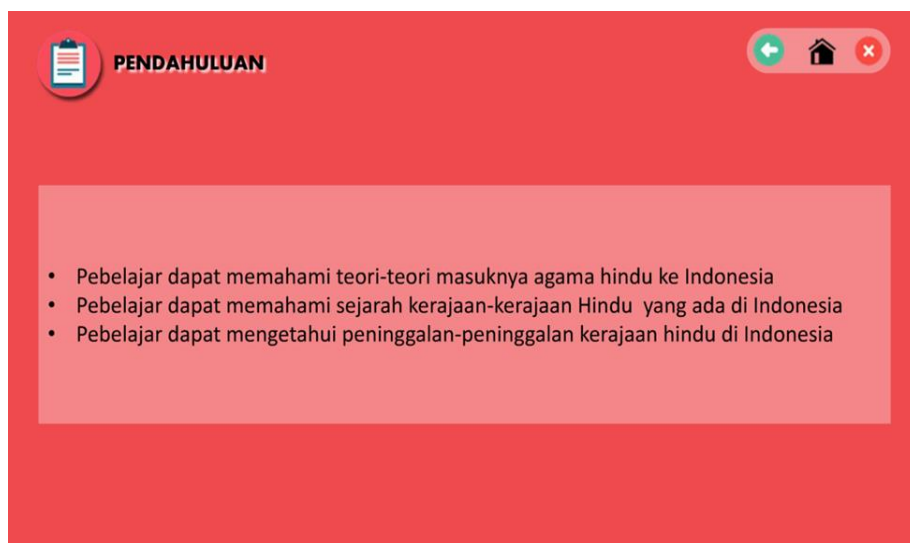 PENDAHULUAN
• Pebelajar dapat memahami teori-teori masuknya agama hindu ke Indonesia
• Pebelajar dapat memahami sejarah kerajaan-kerajaan Hindu  yang ada di Indonesia
• Pebelajar dapat mengetahui peninggalan-peninggalan kerajaan hindu di Indonesia